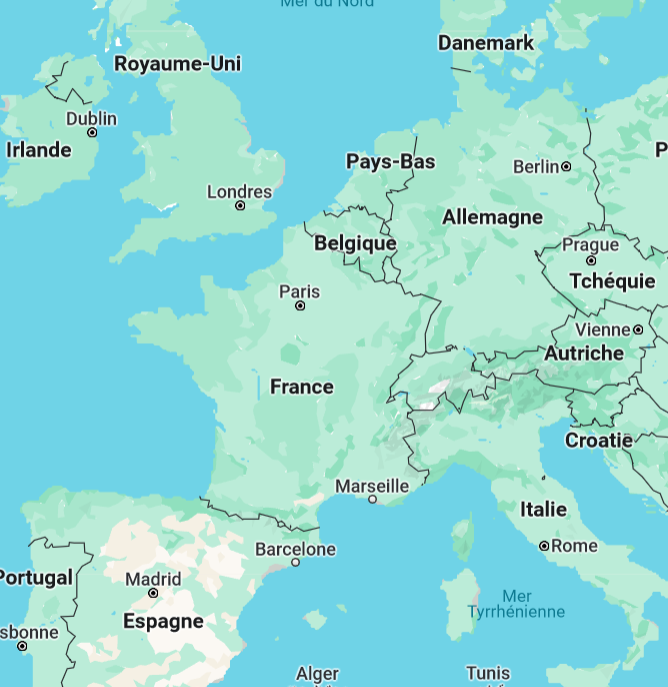 Mer du Nord
Danemark
Royaume-Uni
Dublin
Irlande
Pays-Bas
Berlin
P
Londres
Allemagne
Belgique
Prague
Tchéquie
Paris
Vienne
Autriche
France
Croatie
Marseille
Italie
Barcelone
Rome
Portugal
Madrid
Mer
Tyrrhénienne
Espagne
sbonne
Alger
Tunis